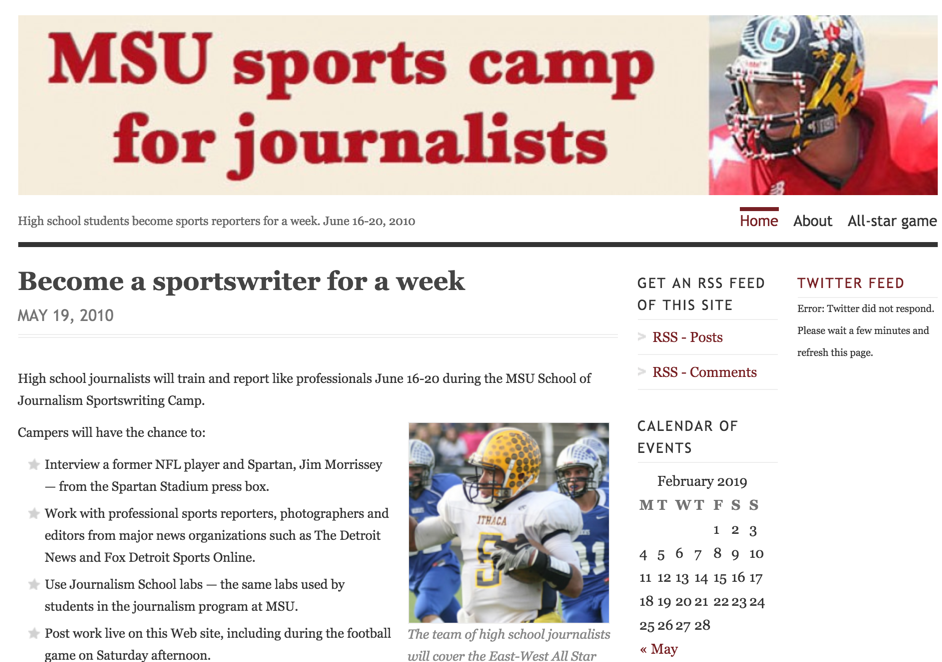 MSU sports camp
for journalists
C
High school students become sports reporters for a week. June 16-20, 2010
Home About All-star game
Become a sportswriter for a week
MAY 19, 2010
High school journalists will train and report like professionals June 16-20 during the MSU School of
Journalism Sportswriting Camp.
Campers will have the chance to:
Interview a former NFL player and Spartan, Jim Morrissey
— from the Spartan Stadium press box.
Work with professional sports reporters, photographers and
editors from major news organizations such as The Detroit
News and Fox Detroit Sports Online.
Use Journalism School labs — the same labs used by
students in the journalism program at MSU.
Post work live on this Web site, including during the football
game on Saturday afternoon.
ITHACA
5
The team of high school journalists
will cover the East-West All Star
GET AN RSS FEED
OF THIS SITE
> RSS - Posts
> RSS - Comments
CALENDAR OF
EVENTS
February 2019
M T W T F S S
1 2 3
4 5 6 7 8 9 10
11 12 13 14 15 16 17
18 19 20 21 22 23 24
25 26 27 28
« May
TWITTER FEED
Error: Twitter did not respond.
Please wait a few minutes and
refresh this page.